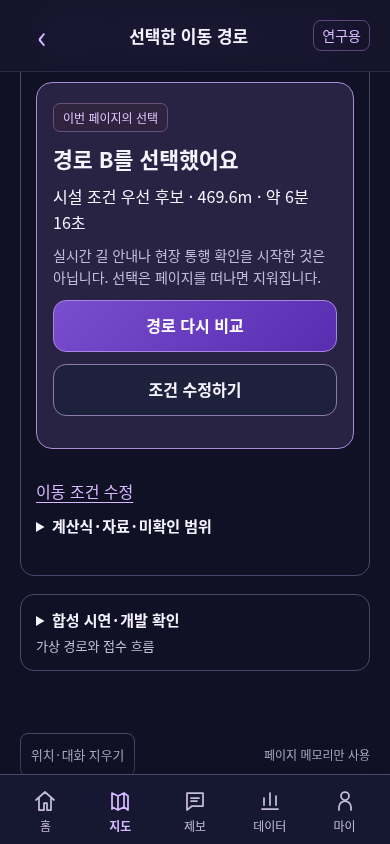 선택한 이동 경로
연구용
이번 페이지의 선택
경로 B를 선택했어요
시설 조건 우선 후보 · 469.6m · 약 6분
16초
실시간 길 안내나 현장 통행 확인을 시작한 것은
아닙니다. 선택은 페이지를 떠나면 지워집니다.
경로 다시 비교
조건 수정하기
이동 조건 수정
▶ 계산식·자료·미확인 범위
▶ 합성 시연·개발 확인
가상 경로와 접수 흐름
위치·대화 지우기
페이지 메모리만 사용
홈
지도
제보
데이터
마이